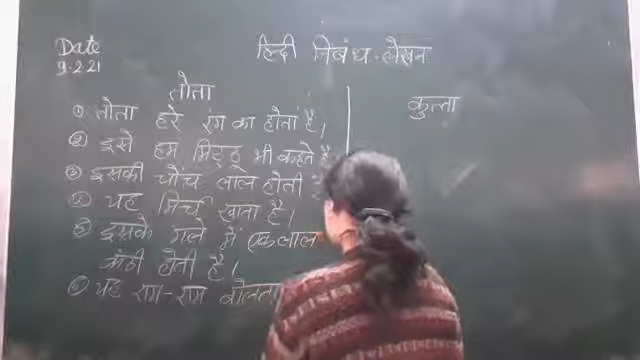 Date
9.2.21
हिन्दी निबंध-लेखन
तोता
① तोता हरे रंग का होता है।
② इसे हम मिट्ठू भी कहते है
③ इसकी चोंच लाल होती है
④ यह मिर्च खाता है।
⑤ इसके गले में एक लाल
कंठी होती है।
⑥ यह राम-राम बोलता
कुत्ता